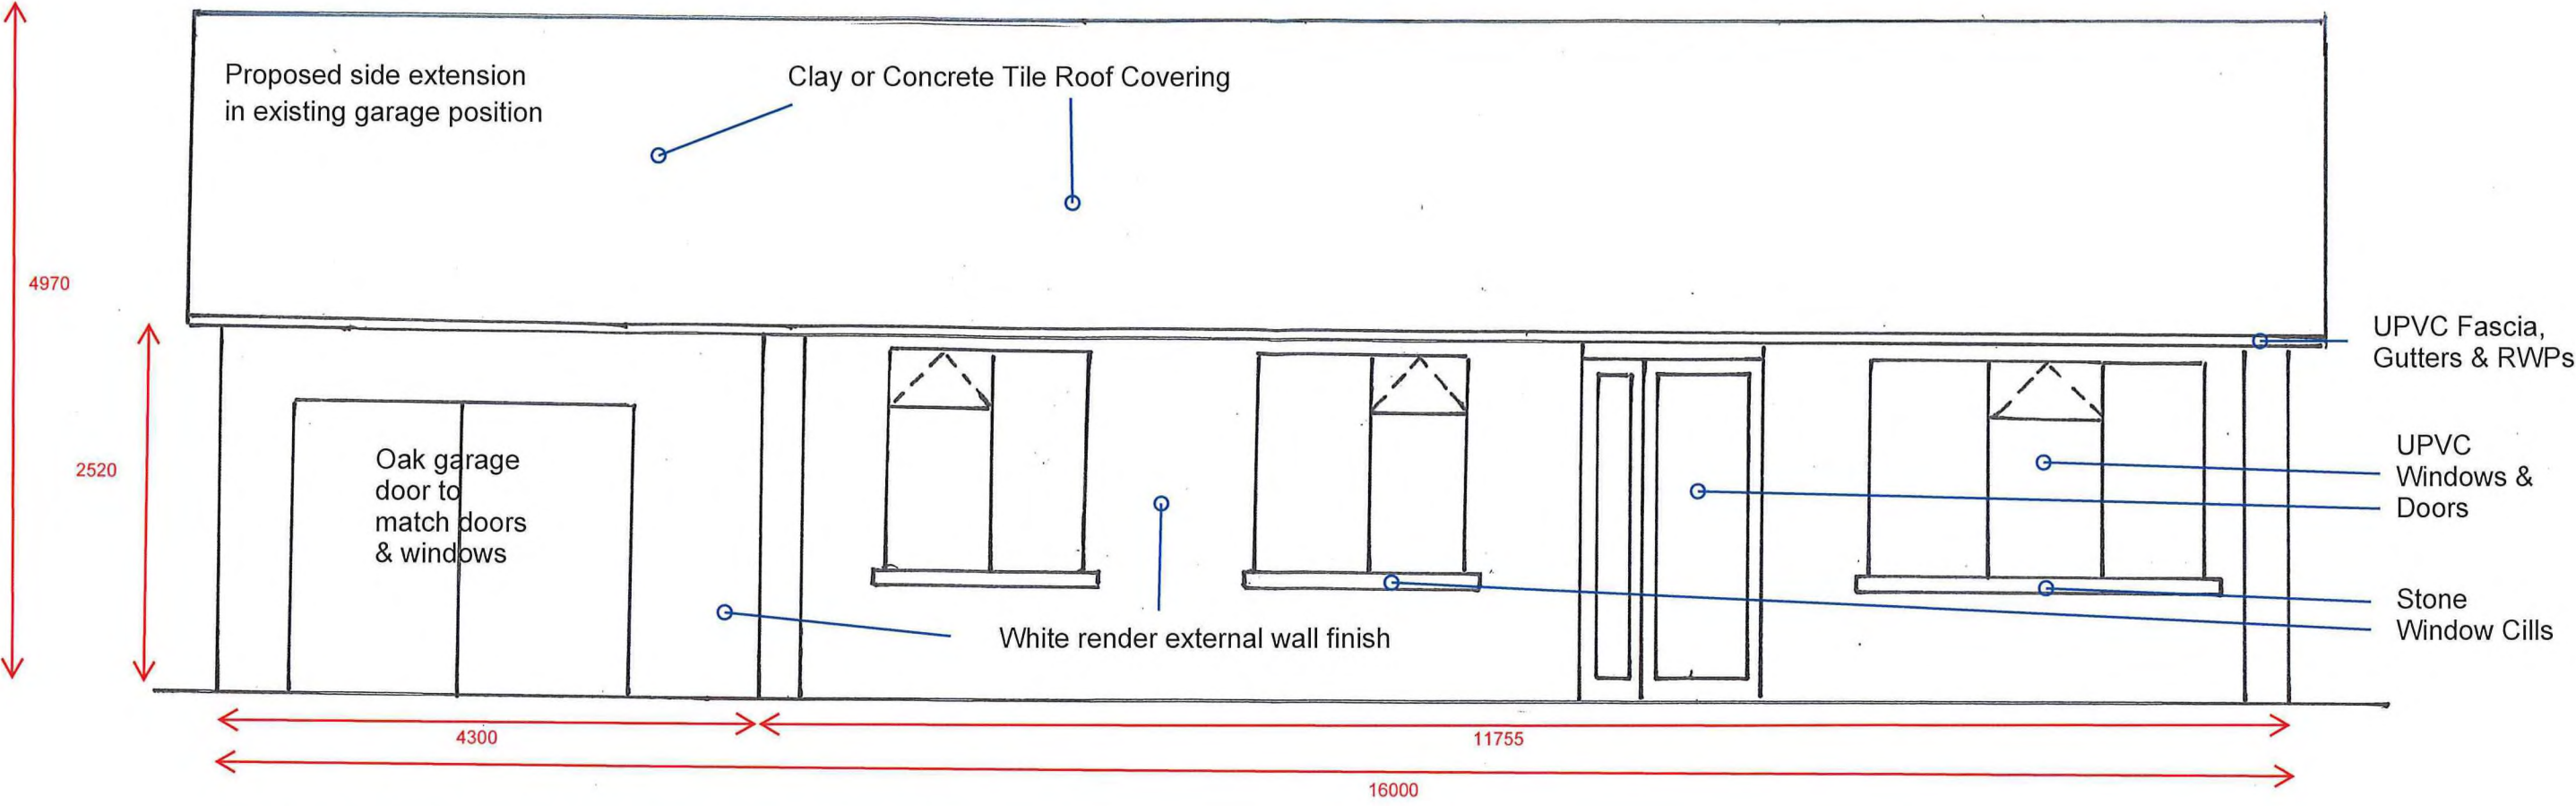 Proposed side extension
in existing garage position
Clay or Concrete Tile Roof Covering
4970
2520
UPVC Fascia,
Gutters & RWPs
Oak garage
door to
match doors
& windows
UPVC
Windows &
Doors
Stone
Window Cills
White render external wall finish
4300
11755
16000